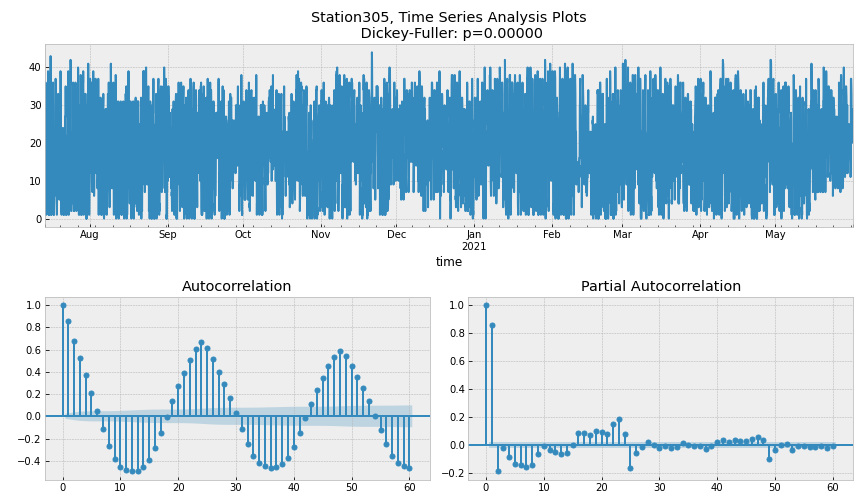 Station305, Time Series Analysis Plots
Dickey-Fuller: p=0.00000
40
30
20
10
0
Aug Sep Oct Nov Dec Jan Feb Mar Apr May
2021
time
Autocorrelation
1.0
0.8
0.6
0.4
0.2
0.0
−0.2
−0.4
0 10 20 30 40 50 60
Partial Autocorrelation
1.0
0.8
0.6
0.4
0.2
0.0
−0.2
0 10 20 30 40 50 60